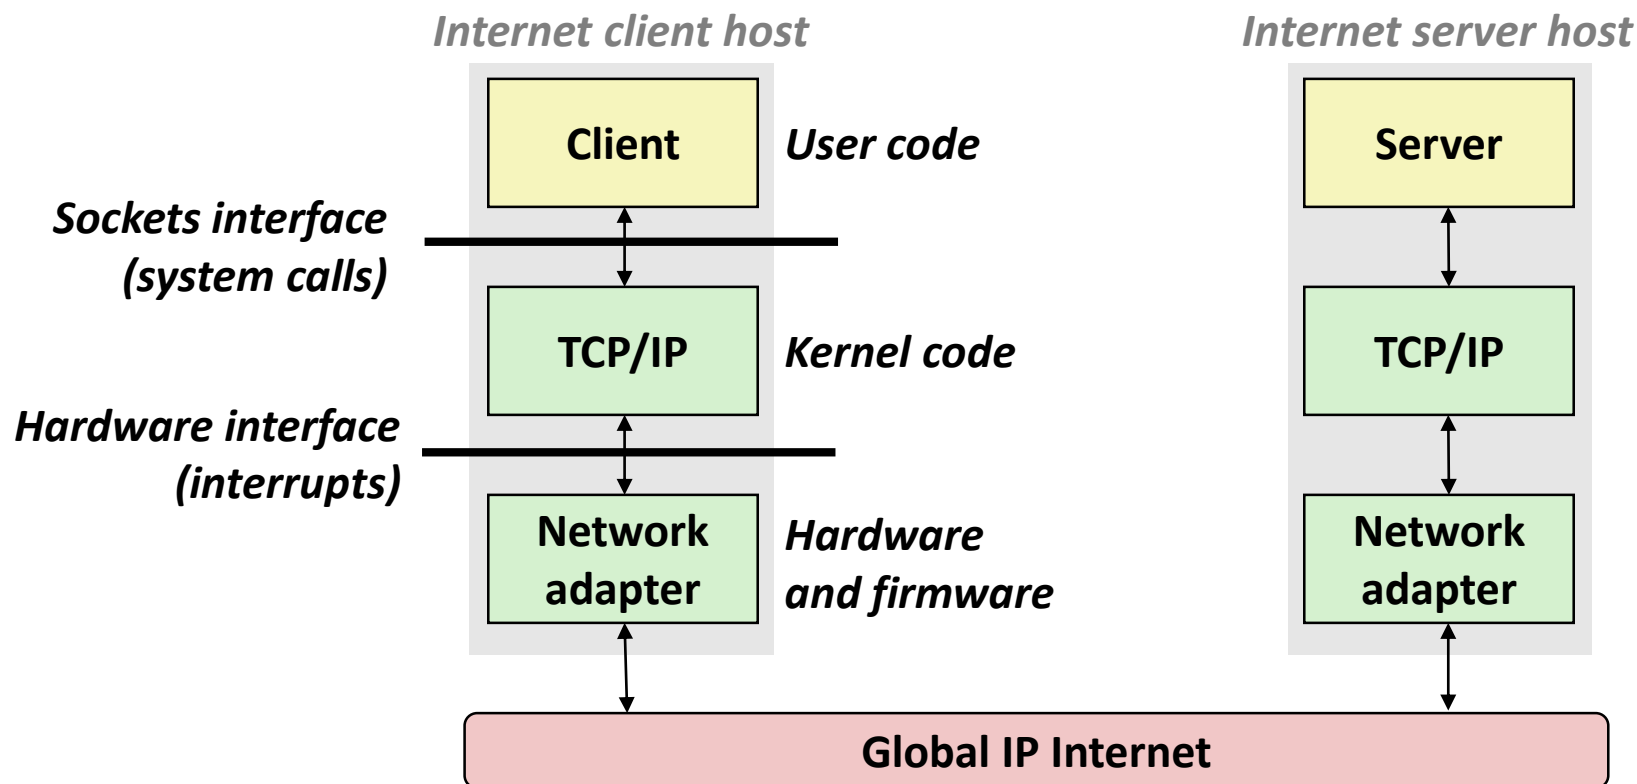 Internet client host
Internet server host
Client
User code
Server
Sockets interface
(system calls)
TCP/IP
Kernel code
TCP/IP
Hardware interface
(interrupts)
Network
adapter
Hardware
and firmware
Network
adapter
Global IP Internet